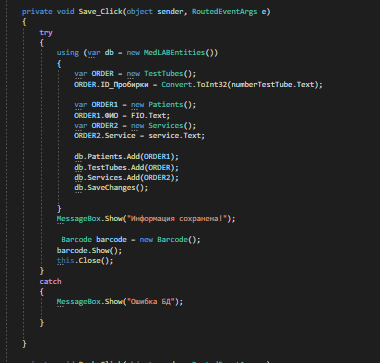 private void Save_Click(object sender, RoutedEventArgs e)
{
try
{
using (var db = new MedLABEntities())
{
var ORDER = new TestTubes();
ORDER.ID_Пробирки = Convert.ToInt32(numberTestTube.Text);
var ORDER1 = new Patients();
ORDER1.ФИО = FIO.Text;
var ORDER2 = new Services();
ORDER2.Service = service.Text;
db.Patients.Add(ORDER1);
db.TestTubes.Add(ORDER);
db.Services.Add(ORDER2);
db.SaveChanges();
}
MessageBox.Show("Информация сохранена!");
Barcode barcode = new Barcode();
barcode.Show();
this.Close();
}
catch
{
MessageBox.Show("Ошибка БД");
}
}